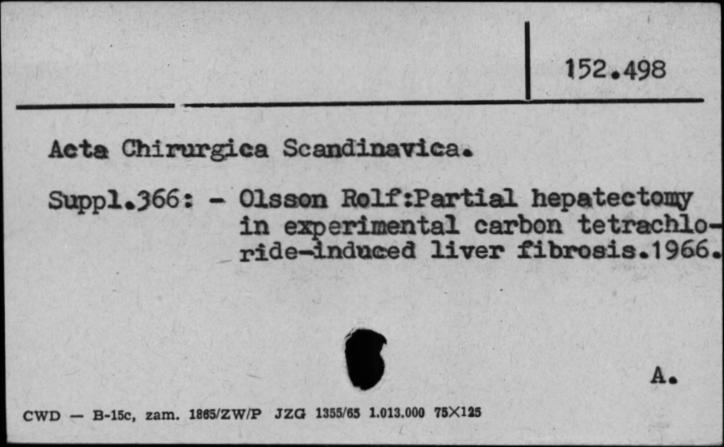 152.498
Acta Chirurgica Scandinavica.
Suppl.366: - Olsson Rolf:Partial hepatectomy
in experimental carbon tetrachlo-
ride-induced liver fibrosis.1966.
A.
CWD — B-15c, zam. 1865/ZW/P JZG 1355/65 1.013.000 75X125